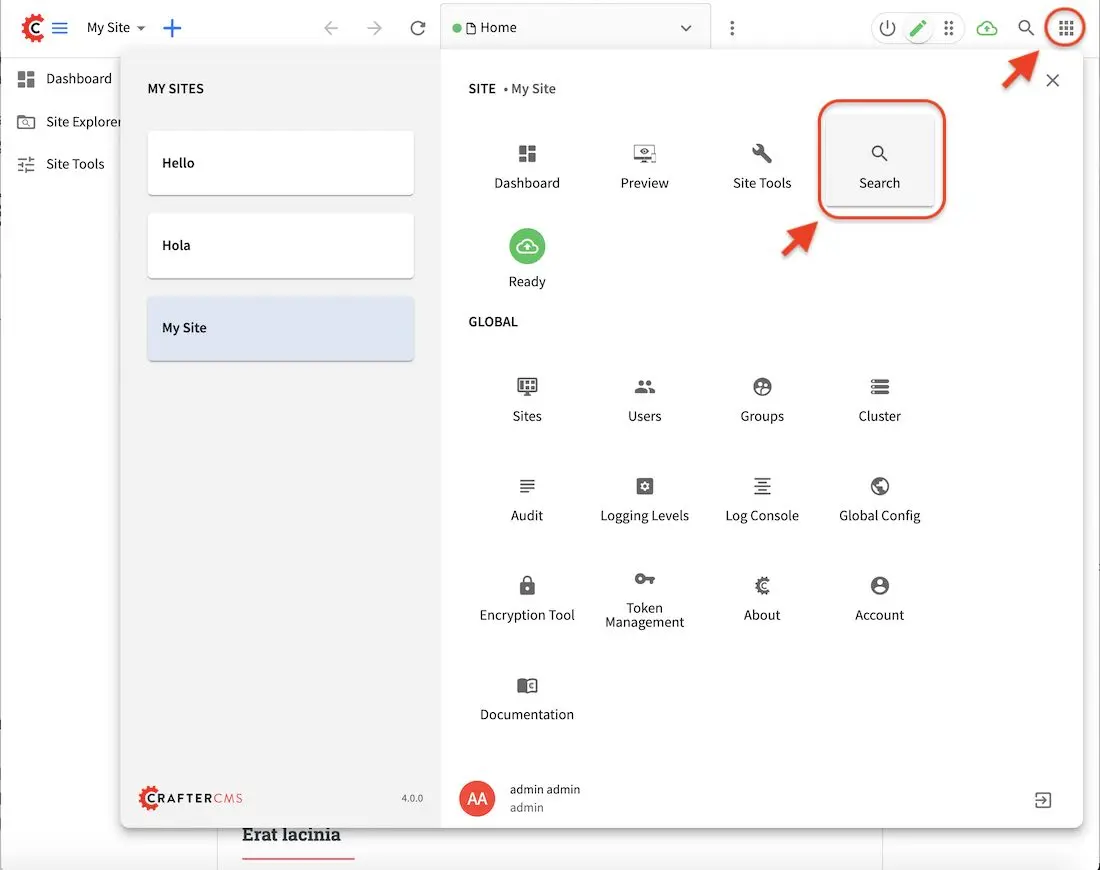 My Site
Home
Dashboard
Site Explorer
Site Tools
MY SITES
Hello
Hola
My Site
CRAFTERCMS
4.0.0
SITE • My Site
Dashboard
Preview
Site Tools
Search
Ready
GLOBAL
Sites
Users
Groups
Cluster
Audit
Logging Levels
Log Console
Global Config
Encryption Tool
Token
Management
About
Account
Documentation
AA
admin admin
admin
Erat lacinia